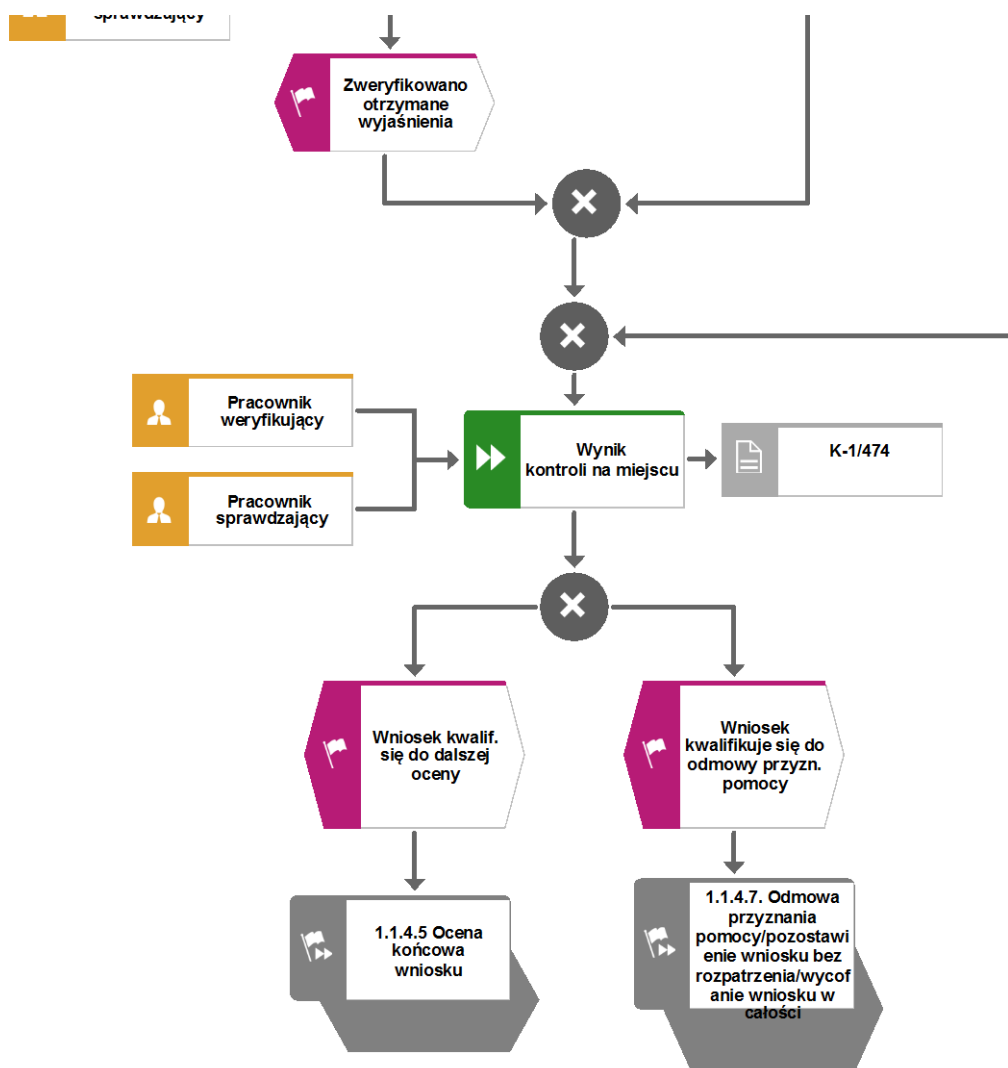 sprawdzający
Zweryfikowano
otrzymane
wyjaśnienia
Pracownik
weryfikujący
Wynik
kontroli na miejscu
K-1/474
Pracownik
sprawdzający
Wniosek kwalif.
się do dalszej
oceny
Wniosek
kwalifikuje się do
odmowy przyzn.
pomocy
1.1.4.5 Ocena
końcowa
wniosku
1.1.4.7. Odmowa
przyznania
pomocy/pozostawi
enie wniosku bez
rozpatrzenia/wycof
anie wniosku w
całości